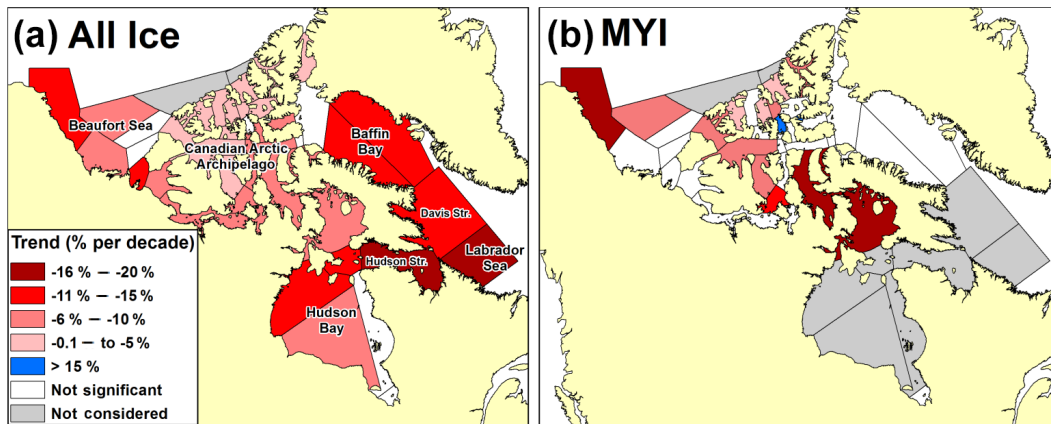 (a) All Ice
Beaufort Sea
Canadian Arctic
Archipelago
Baffin
Bay
Davis Str.
Labrador
Sea
Hudson Str.
Hudson
Bay
Trend (% per decade)
-16 % — -20 %
-11 % — -15 %
-6 % — -10 %
-0.1 — to -5 %
> 15 %
Not significant
Not considered
(b) MYI